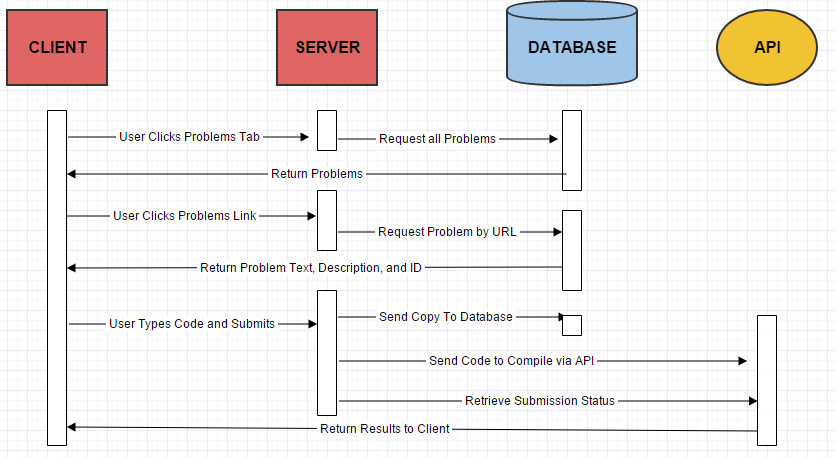 CLIENT
SERVER
DATABASE
API
User Clicks Problems Tab
Request all Problems
Return Problems
User Clicks Problems Link
Request Problem by URL
Return Problem Text, Description, and ID
User Types Code and Submits
Send Copy To Database
Send Code to Compile via API
Retrieve Submission Status
Return Results to Client